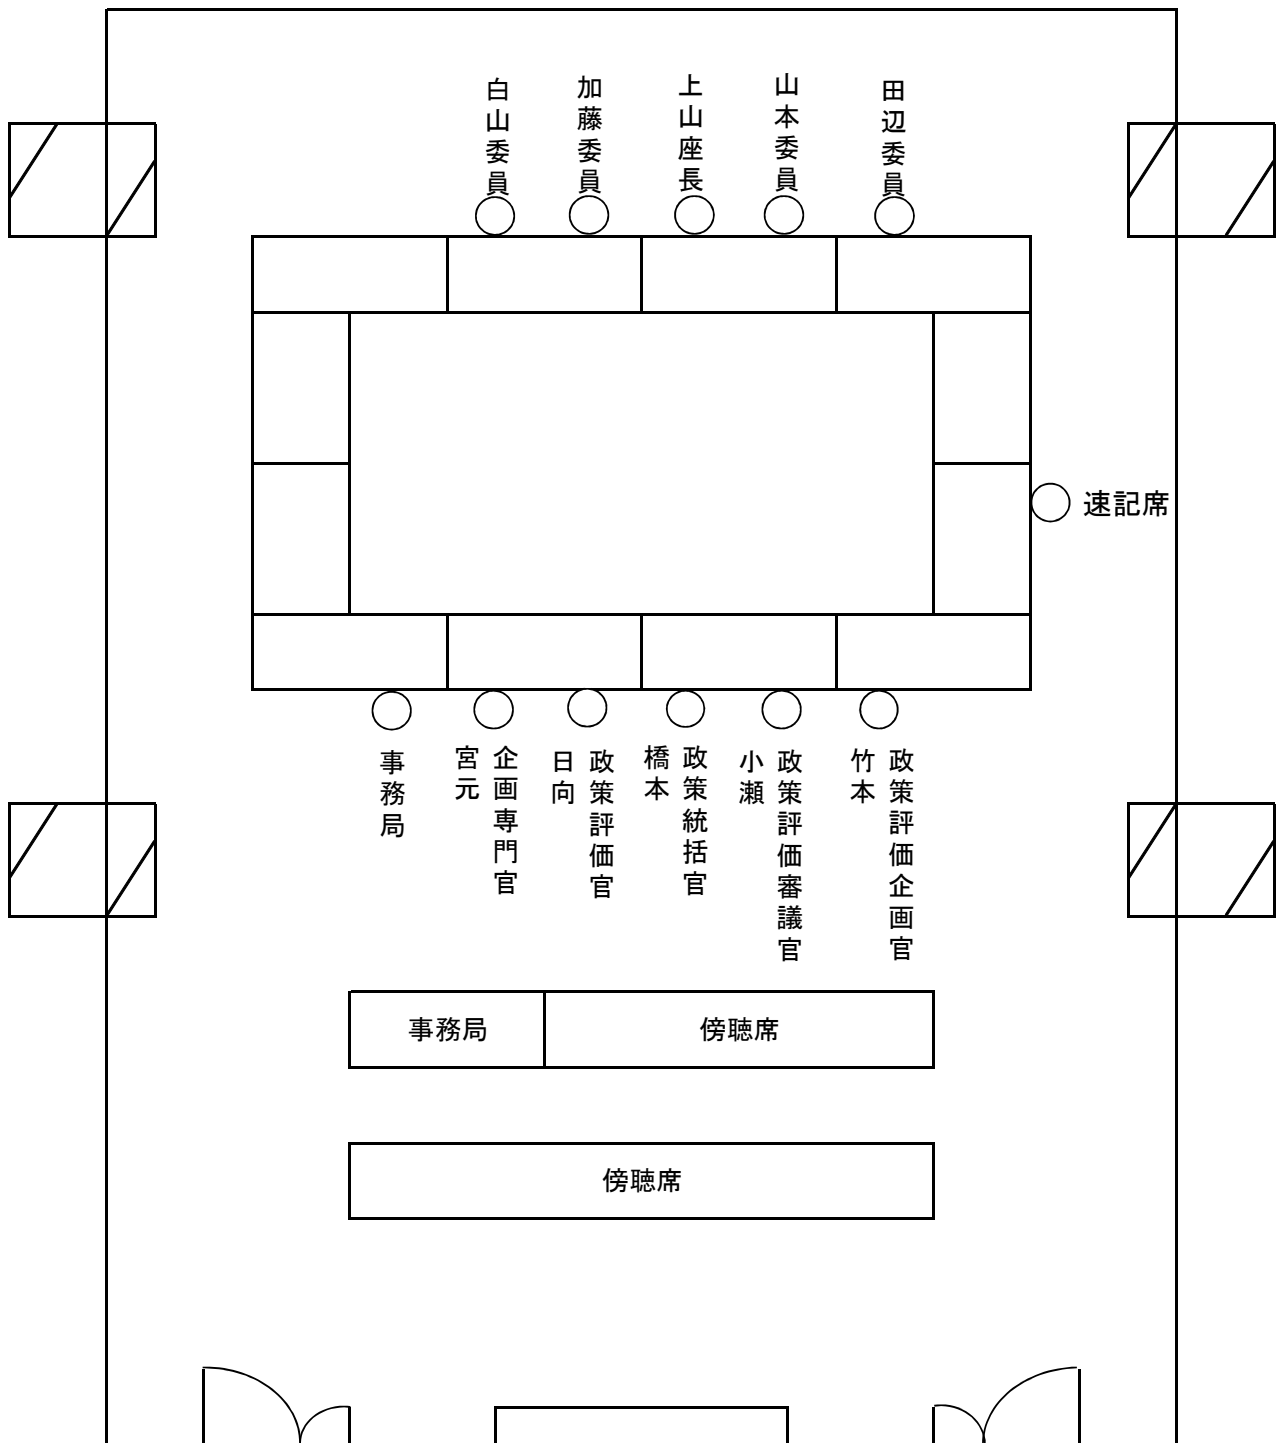 白山委員
加藤委員
上山座長
山本委員
田辺委員
速記席
事務局
企画専門官
宮元
政策評価官
日向
政策統括官
橋本
政策評価審議官
小瀬
政策評価企画官
竹本
事務局
傍聴席
傍聴席